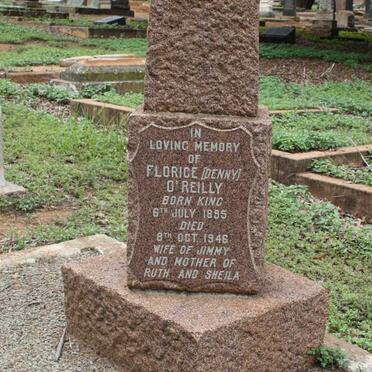 IN
LOVING MEMORY
OF
FLORICE (DENNY)
O'REILLY
BORN KING
6TH JULY 1895
DIED
8TH OCT 1946
WIFE OF JIMMY
AND MOTHER OF
RUTH AND SHEILA